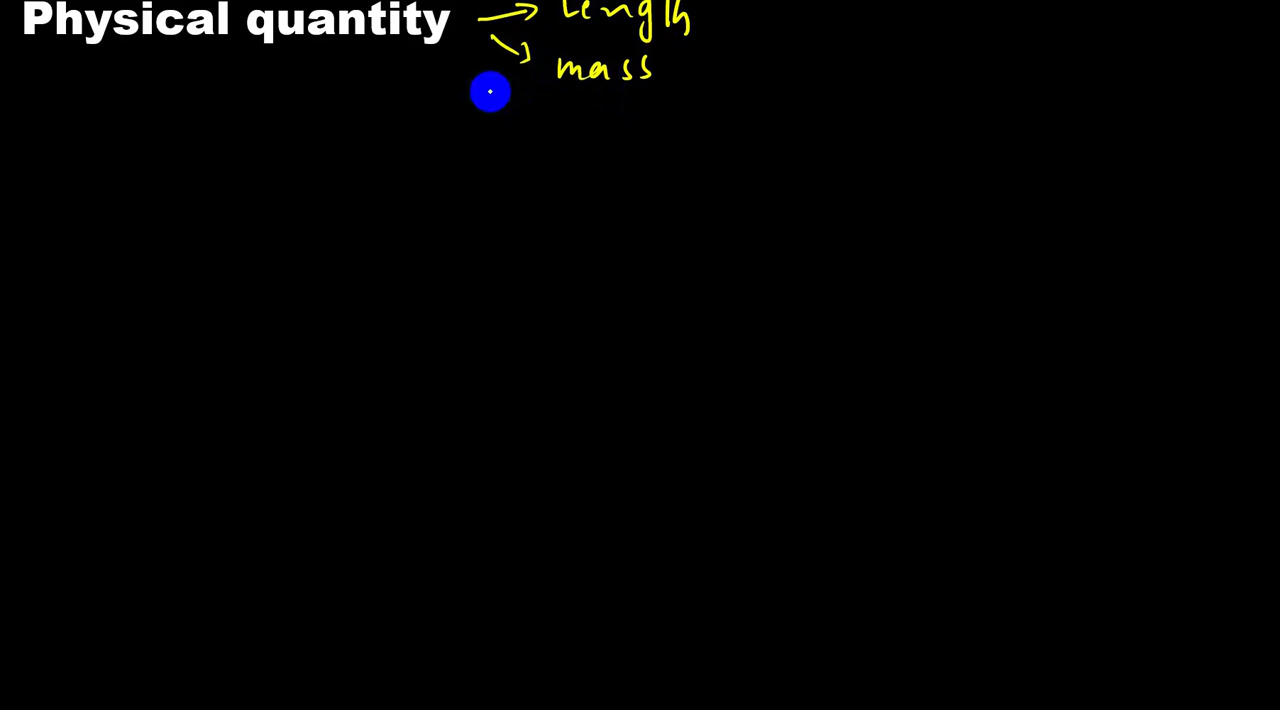 Physical quantity → Length
→ mass